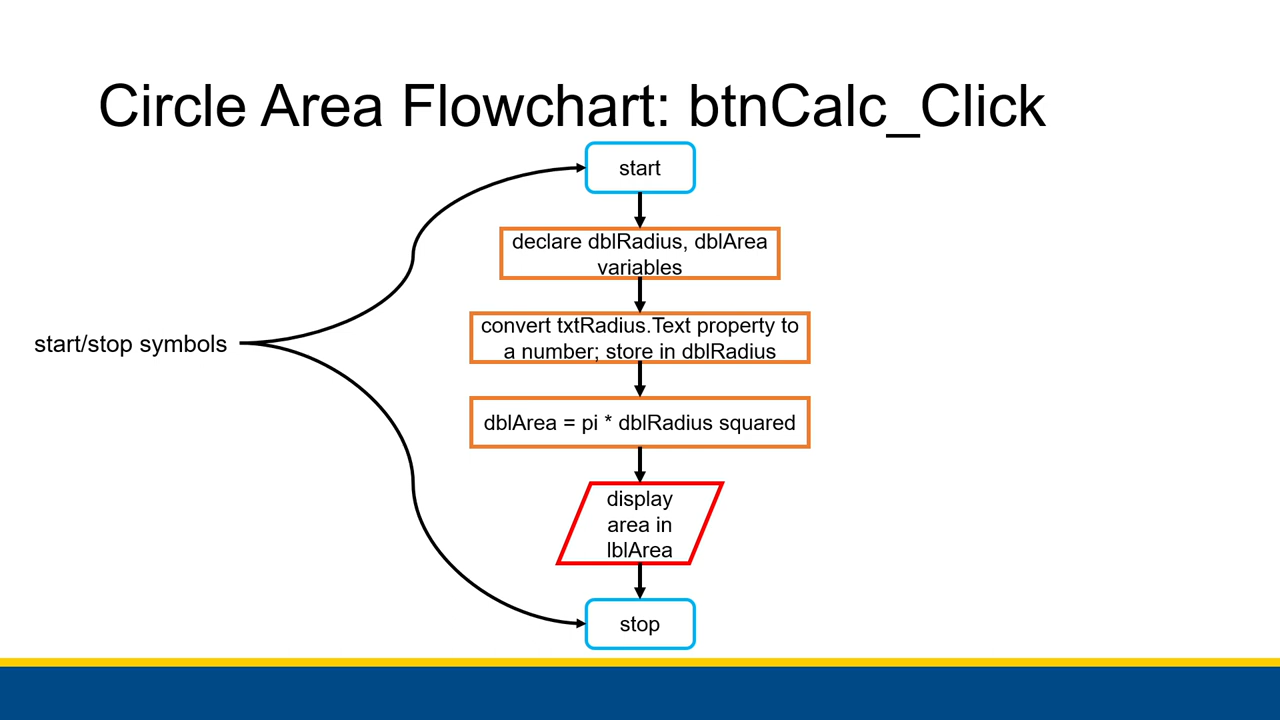 Circle Area Flowchart: btnCalc_Click
start
declare dblRadius, dblArea
variables
convert txtRadius.Text property to
a number; store in dblRadius
start/stop symbols
dblArea = pi * dblRadius squared
display
area in
lblArea
stop